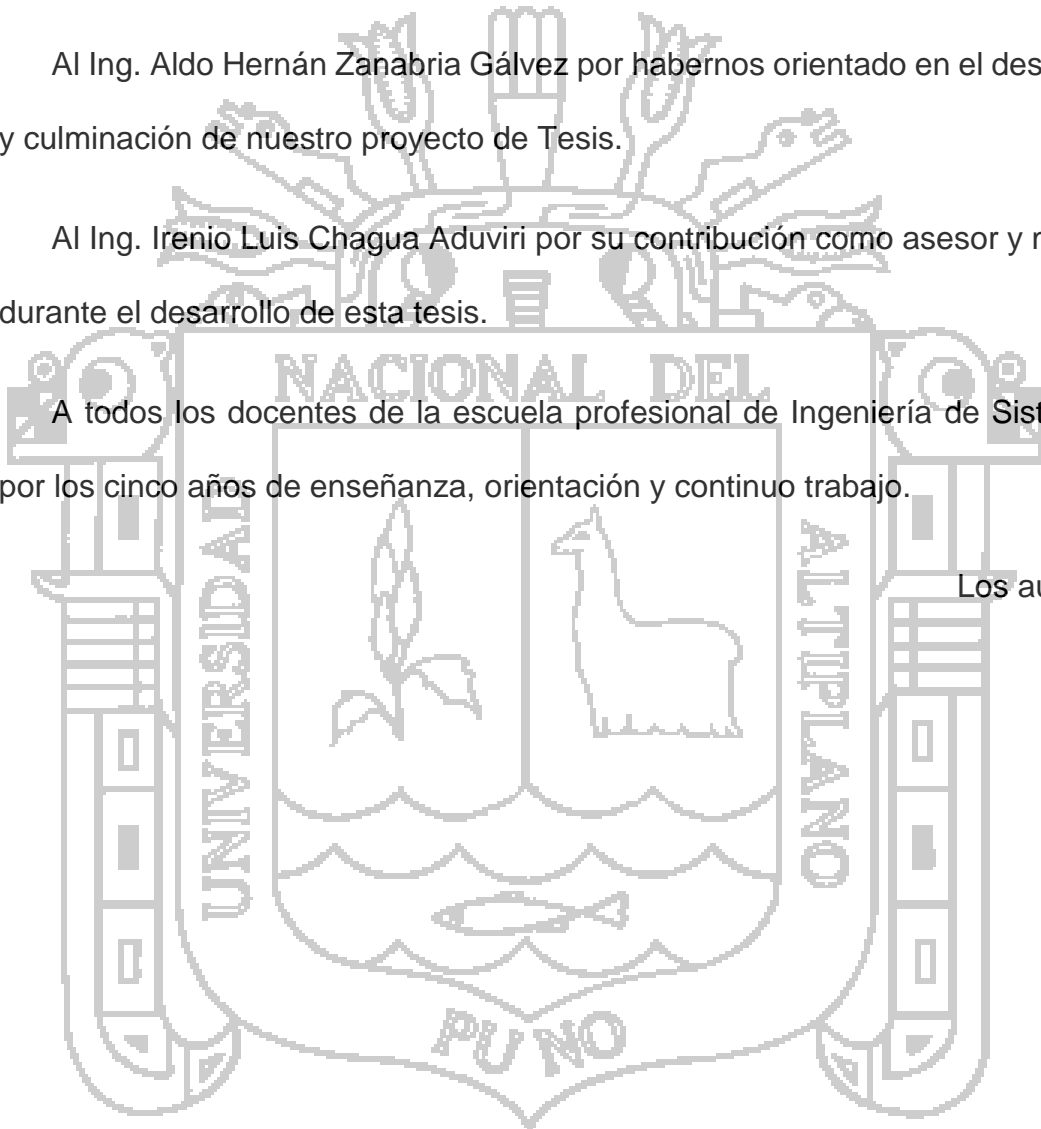 Al Ing. Aldo Hernán Zanabria Gálvez por habernos orientado en el des
y culminación de nuestro proyecto de Tesis.
Al Ing. Irenio Luis Chagua Aduviri por su contribución como asesor y
durante el desarrollo de esta tesis.
A todos los docentes de la escuela profesional de Ingeniería de Sist
por los cinco años de enseñanza, orientación y continuo trabajo.
Los au
UNIVERSIDAD
NACIONAL DEL
ALTIPLANO
PUNO